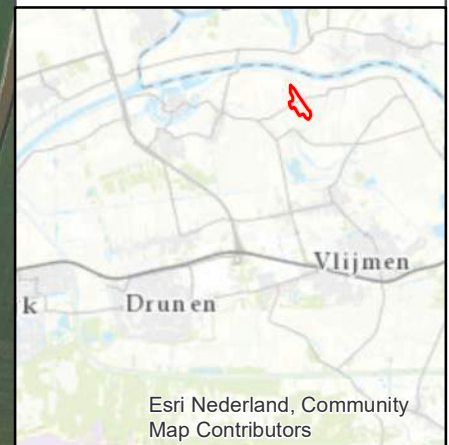 Vlijmen
k
Drunen
Esri Nederland, Community
Map Contributors